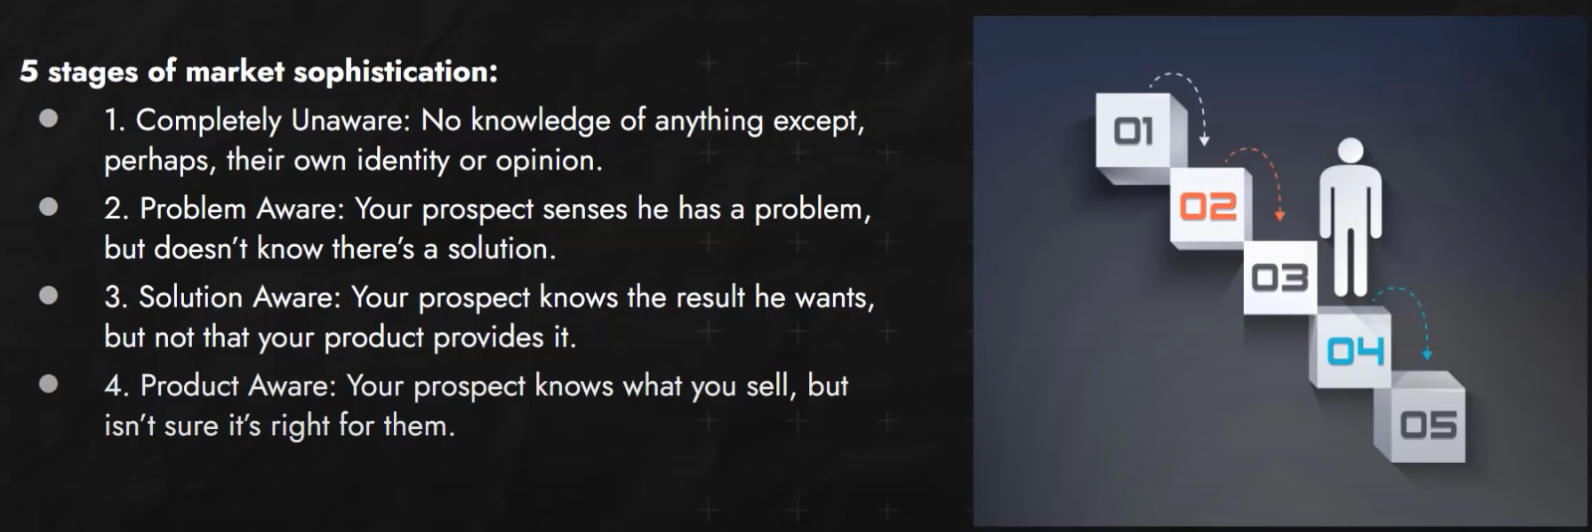 5 stages of market sophistication:
1. Completely Unaware: No knowledge of anything except,
perhaps, their own identity or opinion.
2. Problem Aware: Your prospect senses he has a problem,
but doesn’t know there’s a solution.
3. Solution Aware: Your prospect knows the result he wants,
but not that your product provides it.
4. Product Aware: Your prospect knows what you sell, but
isn’t sure it’s right for them.
01
02
03
04
05